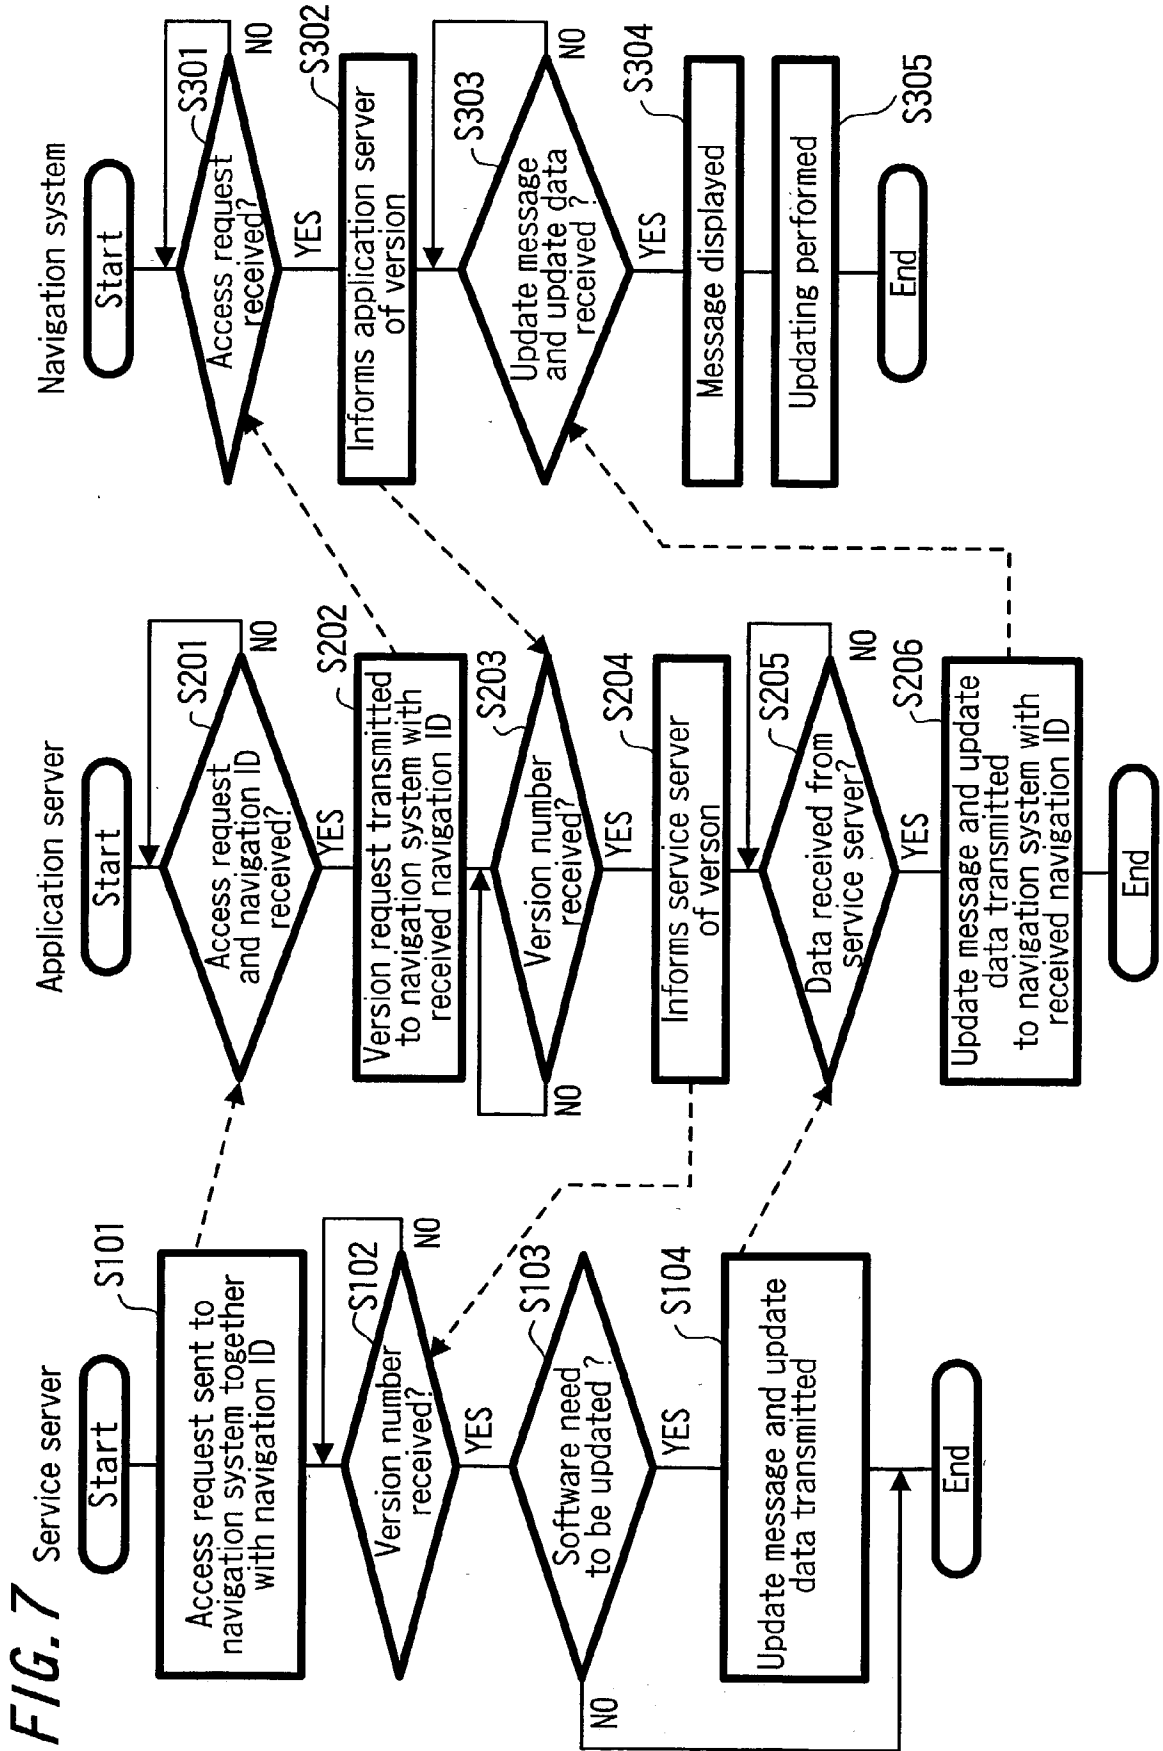 FIG. 7
Service server
Start
Access request sent to
navigation system together
with navigation ID
S101
Version number
received?
S102
NO
YES
Software need
to be updated ?
S103
NO
YES
Update message and update
data transmitted
S104
End
Application server
Start
Access request
and navigation ID
received?
S201
NO
YES
Version request transmitted
to navigation system with
received navigation ID
S202
Version number
received?
S203
NO
YES
Informs service server
of verson
S204
Data received from
service server?
S205
NO
YES
Update message and update
data transmitted
to navigation system with
received navigation ID
S206
End
Navigation system
Start
Access request
received?
S301
NO
YES
Informs application server
of version
S302
Update message
and update data
received ?
S303
NO
YES
Message displayed
S304
Updating performed
S305
End